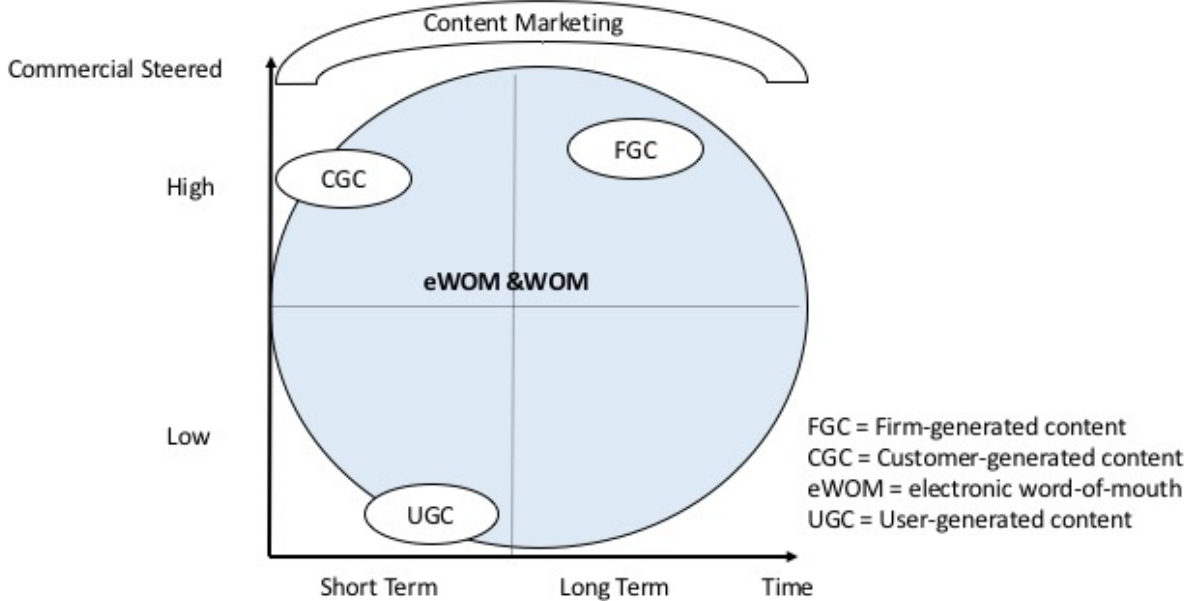 Content Marketing
Commercial Steered
FGC
CGC
High
eWOM &WOM
Low
FGC = Firm-generated content
CGC = Customer-generated content
eWOM = electronic word-of-mouth
UGC = User-generated content
UGC
Short Term
Long Term
Time